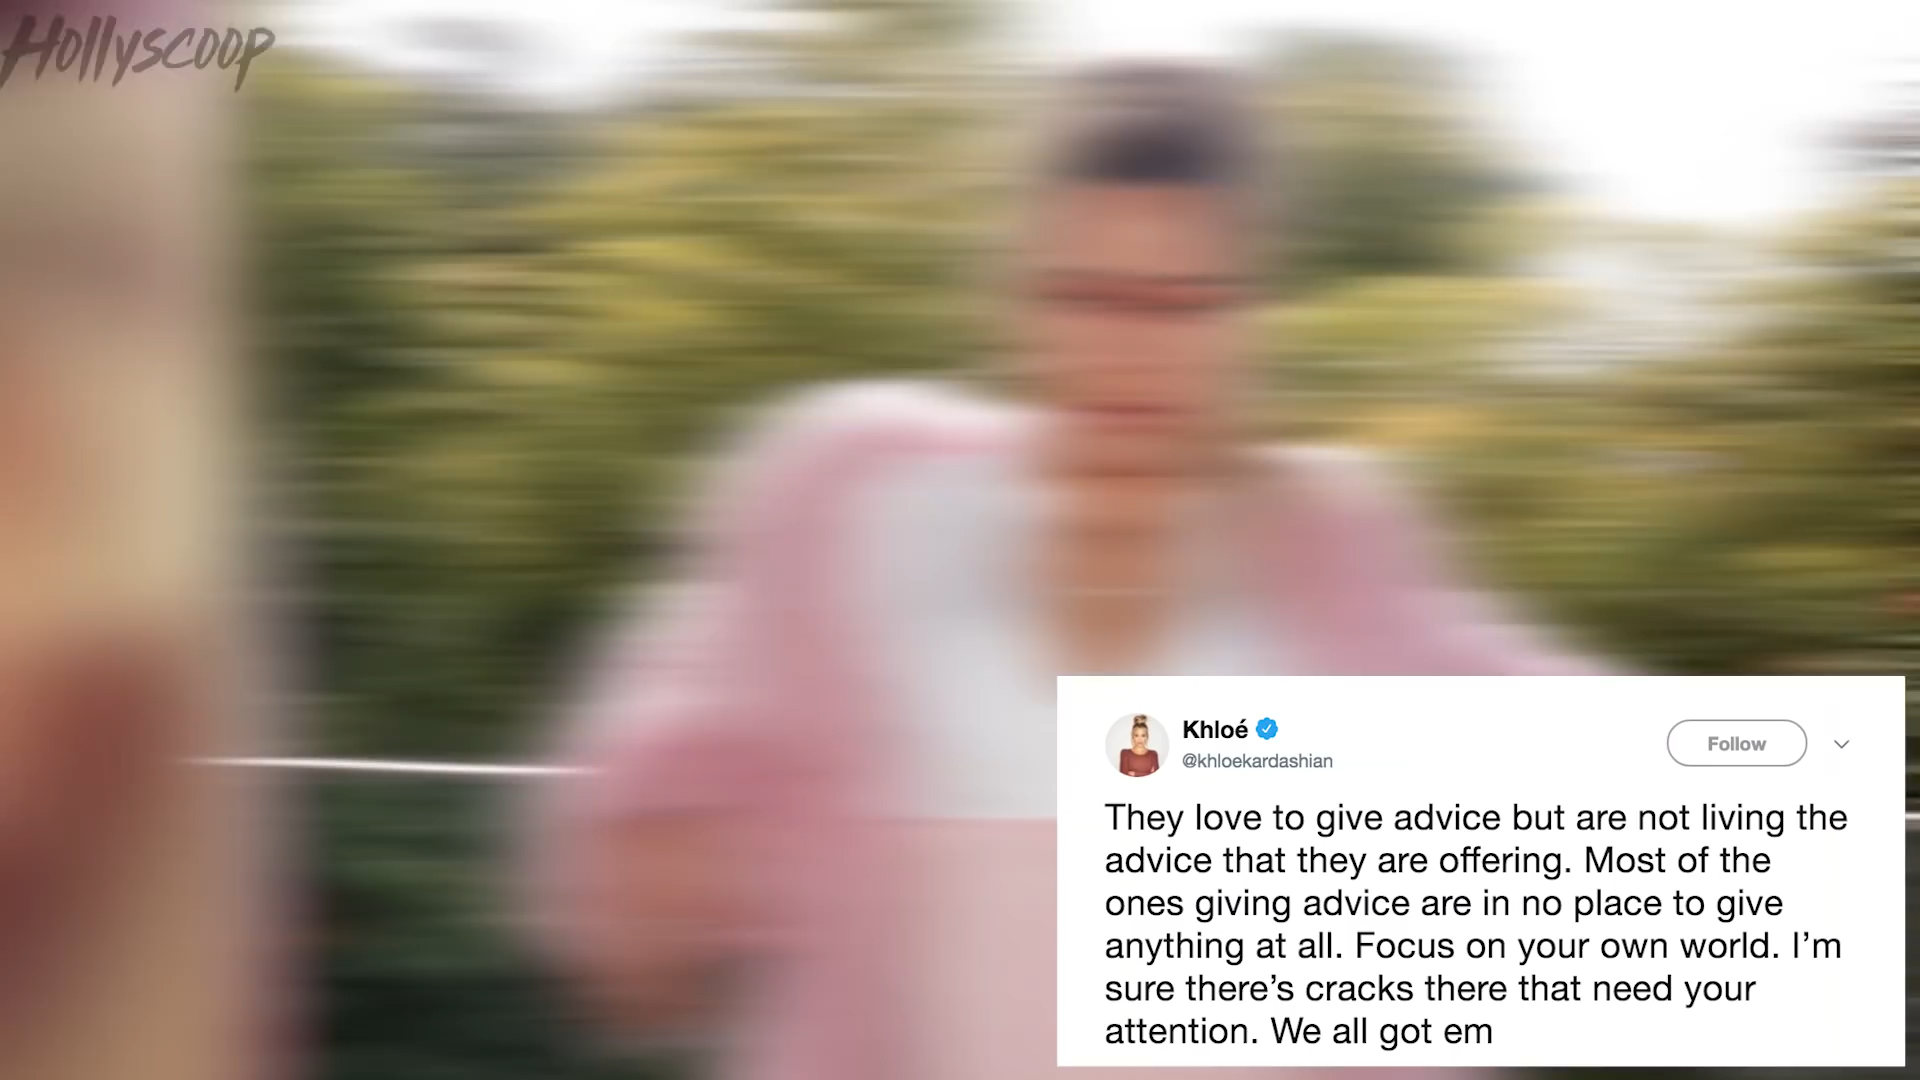 Hollyscoop
Khloé
@khloekardashian
Follow
They love to give advice but are not living the
advice that they are offering. Most of the
ones giving advice are in no place to give
anything at all. Focus on your own world. I’m
sure there’s cracks there that need your
attention. We all got em